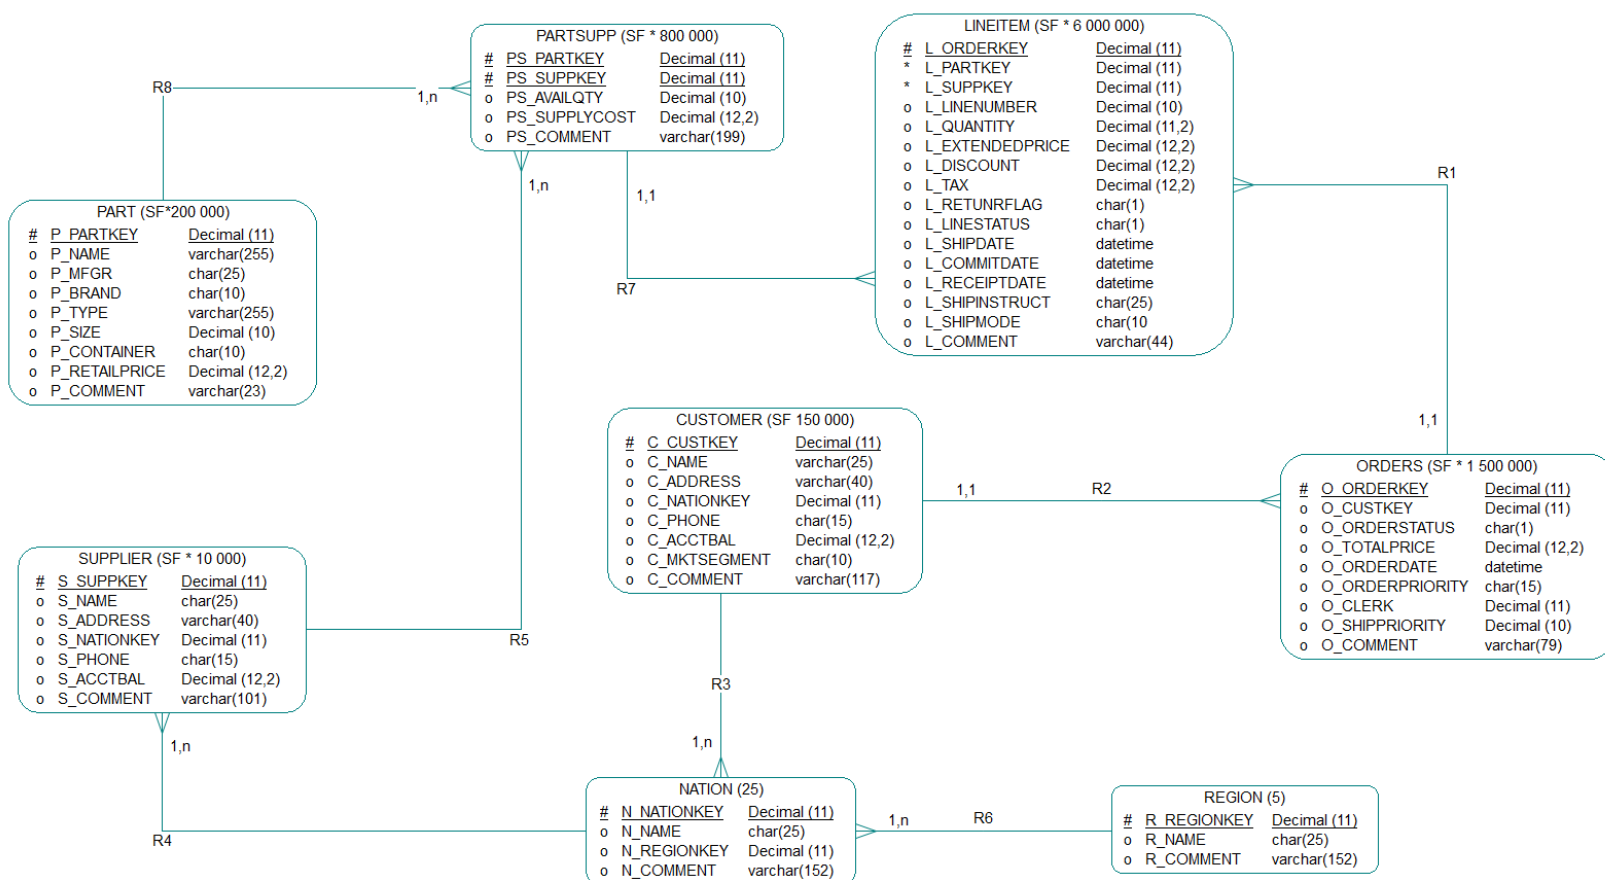 PARTSUPP (SF * 800 000)
# PS_PARTKEY Decimal (11)
# PS_SUPPKEY Decimal (11)
o PS_AVAILQTY Decimal (10)
o PS_SUPPLYCOST Decimal (12,2)
o PS_COMMENT varchar(199)
LINEITEM (SF * 6 000 000)
# L_ORDERKEY Decimal (11)
* L_PARTKEY Decimal (11)
* L_SUPPKEY Decimal (11)
o L_LINENUMBER Decimal (10)
o L_QUANTITY Decimal (11,2)
o L_EXTENDEDPRICE Decimal (12,2)
o L_DISCOUNT Decimal (12,2)
o L_TAX Decimal (12,2)
o L_RETUNRFLAG char(1)
o L_LINESTATUS char(1)
o L_SHIPDATE datetime
o L_COMMITDATE datetime
o L_RECEIPTDATE datetime
o L_SHIPINSTRUCT char(25)
o L_SHIPMODE char(10
o L_COMMENT varchar(44)
R8
1,n
1,n
1,1
R7
R1
1,1
PART (SF*200 000)
# P_PARTKEY Decimal (11)
o P_NAME varchar(255)
o P_MFGR char(25)
o P_BRAND char(10)
o P_TYPE varchar(255)
o P_SIZE Decimal (10)
o P_CONTAINER char(10)
o P_RETAILPRICE Decimal (12,2)
o P_COMMENT varchar(23)
CUSTOMER (SF 150 000)
# C_CUSTKEY Decimal (11)
o C_NAME varchar(25)
o C_ADDRESS varchar(40)
o C_NATIONKEY Decimal (11)
o C_PHONE char(15)
o C_ACCTBAL Decimal (12,2)
o C_MKTSEGMENT char(10)
o C_COMMENT varchar(117)
1,1
R2
ORDERS (SF * 1 500 000)
# O_ORDERKEY Decimal (11)
o O_CUSTKEY Decimal (11)
o O_ORDERSTATUS char(1)
o O_TOTALPRICE Decimal (12,2)
o O_ORDERDATE datetime
o O_ORDERPRIORITY char(15)
o O_CLERK Decimal (11)
o O_SHIPPRIORITY Decimal (10)
o O_COMMENT varchar(79)
SUPPLIER (SF * 10 000)
# S_SUPPKEY Decimal (11)
o S_NAME char(25)
o S_ADDRESS varchar(40)
o S_NATIONKEY Decimal (11)
o S_PHONE char(15)
o S_ACCTBAL Decimal (12,2)
o S_COMMENT varchar(101)
R5
R3
1,n
1,n
R4
NATION (25)
# N_NATIONKEY Decimal (11)
o N_NAME char(25)
o N_REGIONKEY Decimal (11)
o N_COMMENT varchar(152)
1,n
R6
REGION (5)
# R_REGIONKEY Decimal (11)
o R_NAME char(25)
o R_COMMENT varchar(152)